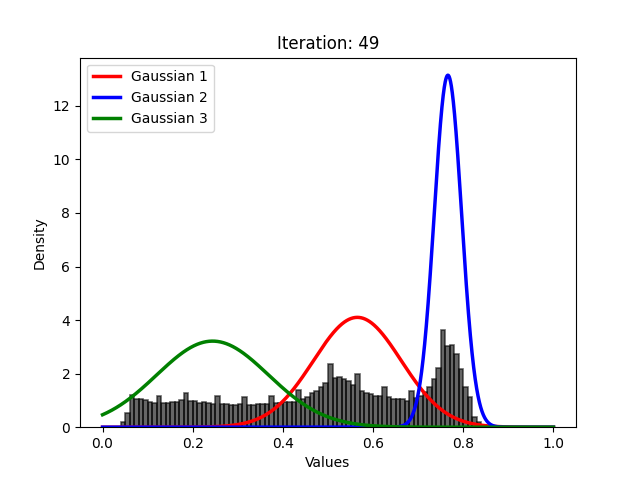 Iteration: 49
Gaussian 1
Gaussian 2
Gaussian 3
Density
12
10
8
6
4
2
0
0.0 0.2 0.4 0.6 0.8 1.0
Values